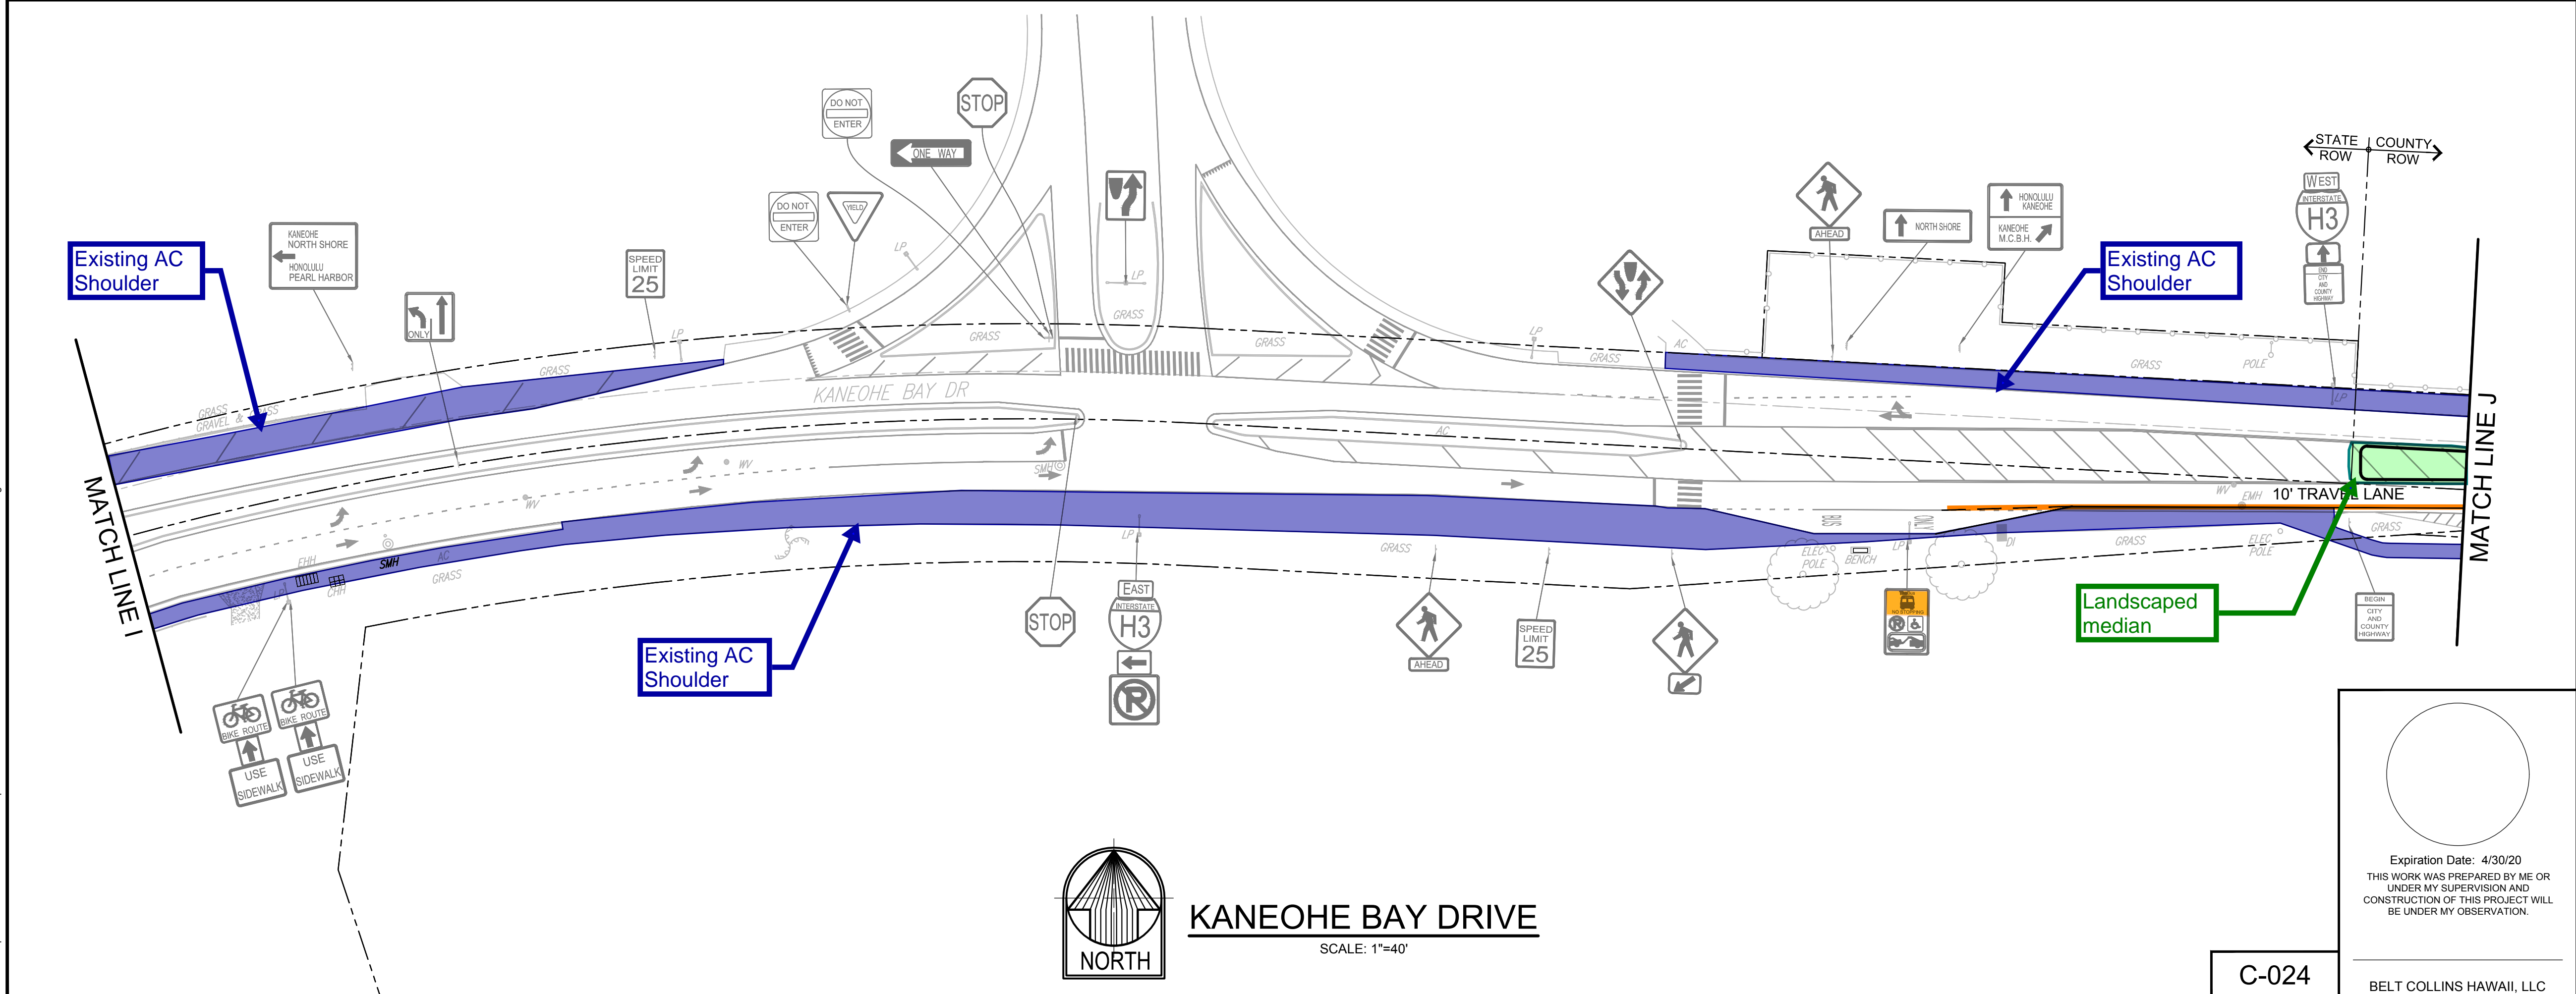 DO NOT
ENTER
STOP
ONE WAY
DO NOT
ENTER
YIELD
LP
LP
GRASS
STATE
ROW
COUNTY
ROW
WEST
INTERSTATE
H3
END
CITY
AND
COUNTY
HIGHWAY
AHEAD
NORTH SHORE
HONOLULU
KANEOHE
KANEOHE
M.C.B.H.
Existing AC
Shoulder
KANEOHE
NORTH SHORE
HONOLULU
PEARL HARBOR
ONLY
SPEED
LIMIT
25
LP
Existing AC
Shoulder
MATCH LINE J
GRASS
GRASS
LP
AC
GRASS
GRASS
POLE
LP
GRASS
GRASS
GRAVEL & GRASS
KANEOHE BAY DR
AC
MATCH LINE I
WV
WV
SMH
10' TRAVEL LANE
WV
EMH
BUS
ONLY
GRASS
EHH
SMH
AC
GRASS
LP
CHH
LP
GRASS
ELEC
POLE
BENCH
LP
DI
GRASS
ELEC
POLE
Landscaped
median
BEGIN
CITY
AND
COUNTY
HIGHWAY
EAST
INTERSTATE
H3
R
STOP
AHEAD
SPEED
LIMIT
25
NO STOPPING
R
Existing AC
Shoulder
BIKE ROUTE
USE
SIDEWALK
BIKE ROUTE
USE
SIDEWALK
NORTH
KANEOHE BAY DRIVE
SCALE: 1"=40'
Expiration Date: 4/30/20
THIS WORK WAS PREPARED BY ME OR
UNDER MY SUPERVISION AND
CONSTRUCTION OF THIS PROJECT WILL
BE UNDER MY OBSERVATION.
C-024
BELT COLLINS HAWAII, LLC